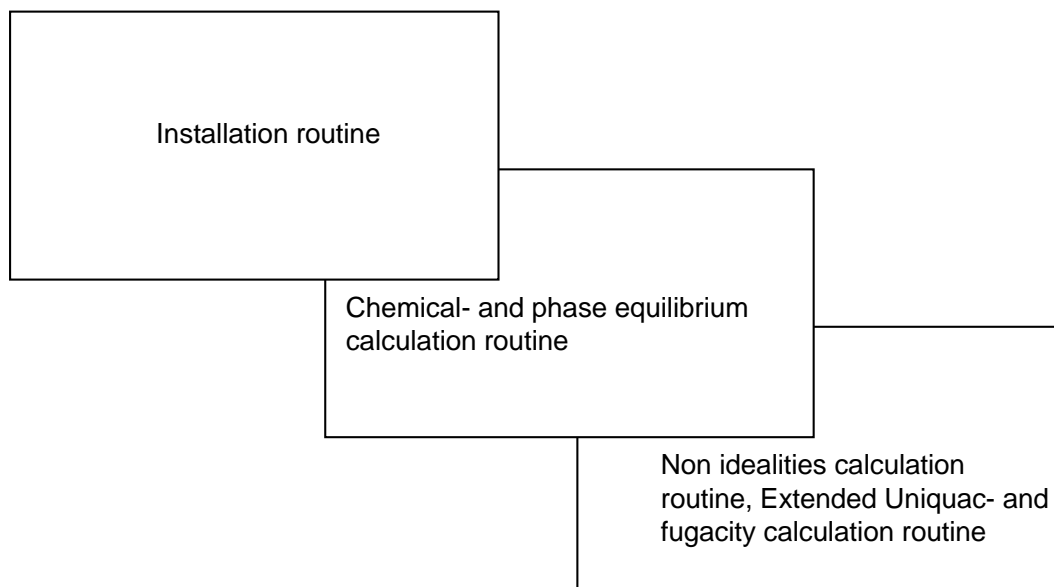 Installation routine
Chemical- and phase equilibrium
calculation routine
Non idealities calculation
routine, Extended Uniquac- and
fugacity calculation routine